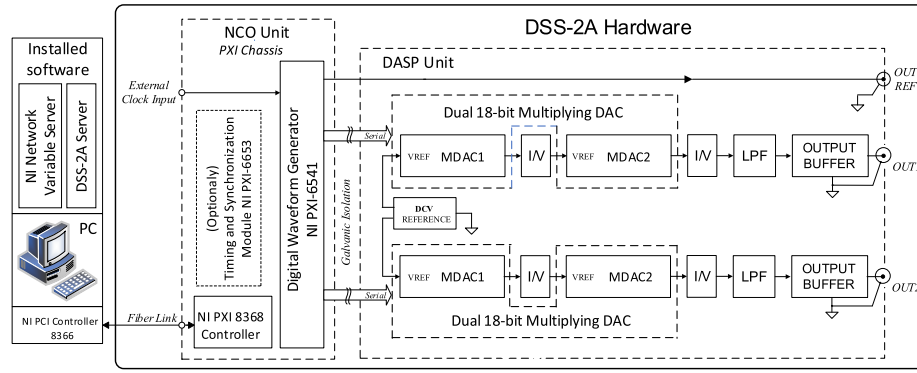 DSS-2A Hardware
Installed
software
NI Network
Variable Server
DSS-2A Server
PC
NI PCI Controller
8366
NCO Unit
PXI Chassis
External
Clock Input
(Optionaly)
Timing and Synchronization
Module NI PXI-6653
Digital Waveform Generator
NI PXI-6541
Fiber Link
NI PXI 8368
Controller
Galvanic Isolation
DASP Unit
OUT
REF
Dual 18-bit Multiplying DAC
Serial
VREF MDAC1
I/V
VREF MDAC2
I/V
LPF
OUTPUT
BUFFER
DCV
REFERENCE
Serial
VREF MDAC1
I/V
VREF MDAC2
I/V
LPF
OUTPUT
BUFFER
Dual 18-bit Multiplying DAC